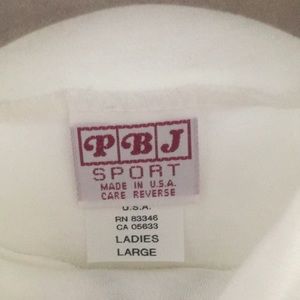 PBJ
SPORT
MADE IN U.S.A.
CARE REVERSE
U.S.A.
RN 83346
CA 05633
LADIES
LARGE